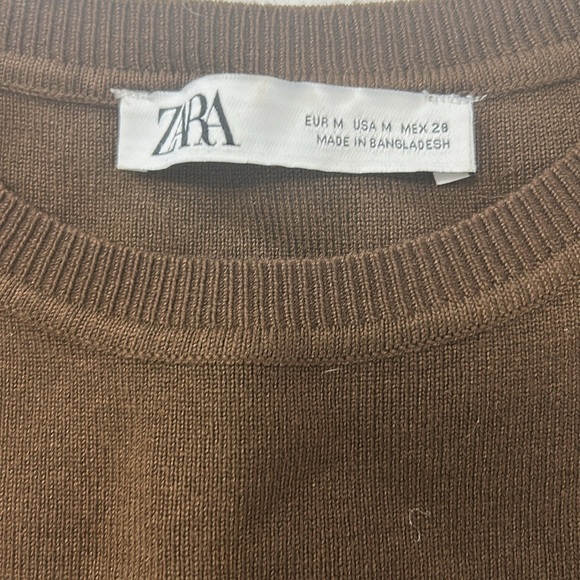 ZARA
EUR M USA M MEX 28
MADE IN BANGLADESH